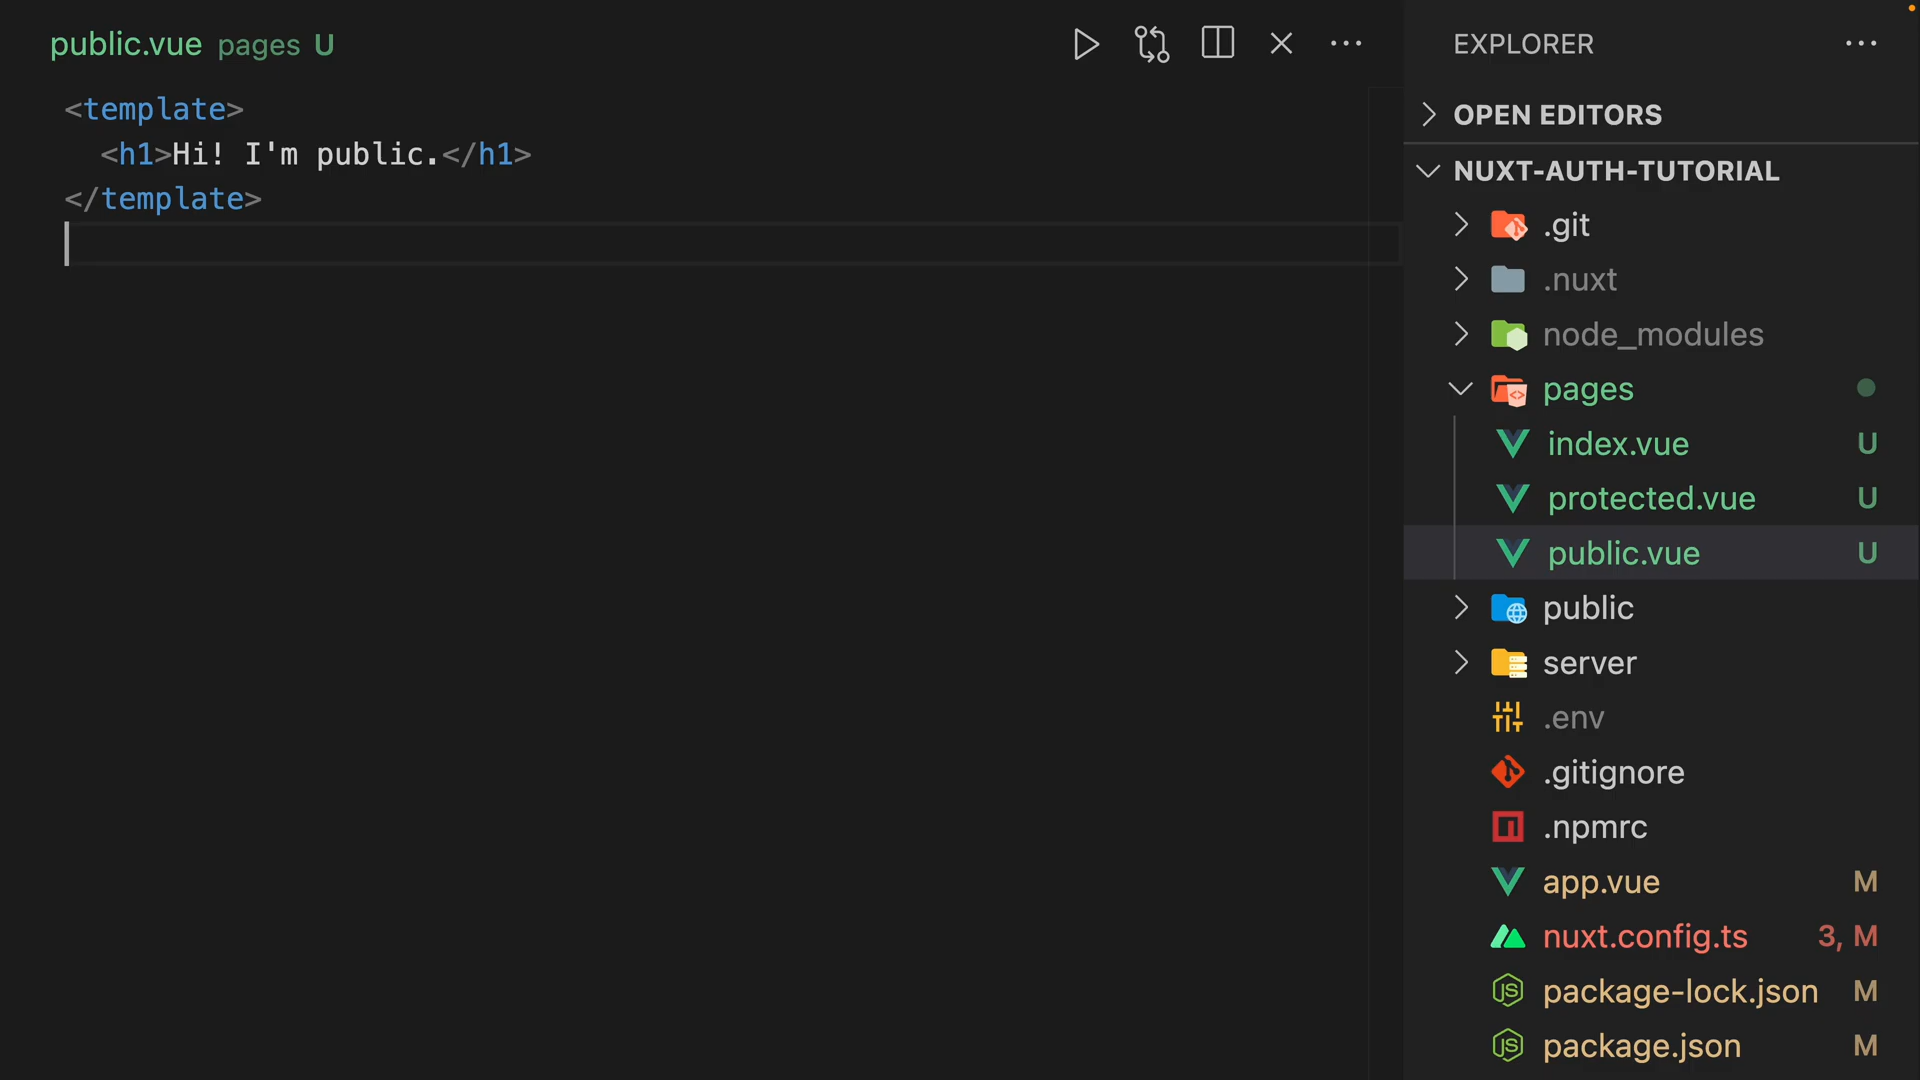 public.vue pages U
<template>
  <h1>Hi! I'm public.</h1>
</template>
EXPLORER
OPEN EDITORS
NUXT-AUTH-TUTORIAL
.git
.nuxt
node_modules
pages
index.vue U
protected.vue U
public.vue U
public
server
.env
.gitignore
.npmrc
app.vue M
nuxt.config.ts 3, M
package-lock.json M
package.json M